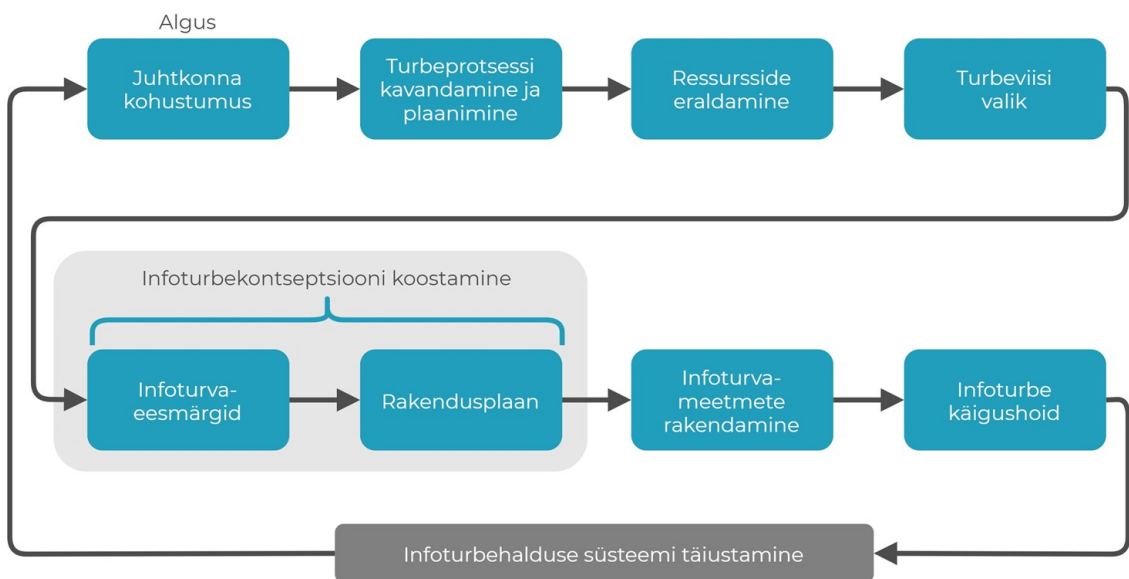 Algus
Juhtkonna
kohustumus
Turbeprotsessi
kavandamine ja
plaanimine
Ressursside
eraldamine
Turbeviisi
valik
Infoturbekontseptsiooni koostamine
Infoturva-
eesmärgid
Rakendusplaan
Infoturva-
meetmete
rakendamine
Infoturbe
käigushoid
Infoturbehalduse süsteemi täiustamine